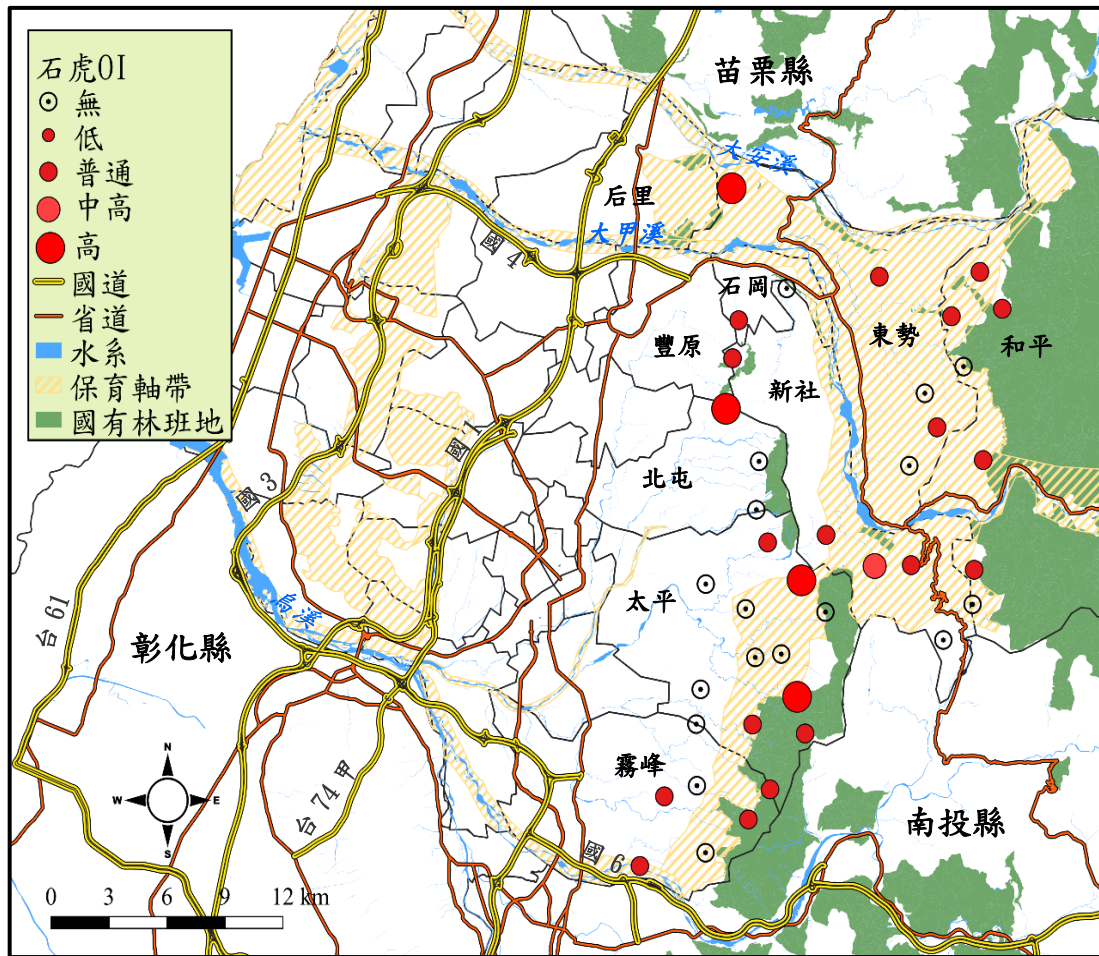 石虎OI
無
低
普通
中高
高
國道
省道
水系
保育軸帶
國有林班地
苗栗縣
大安溪
后里
大甲溪
國 4
石岡
豐原
東勢
和平
新社
國 1
北屯
國 3
太平
烏溪
台 61
彰化縣
霧峰
台 74 甲
國 6
南投縣
N
W
E
S
0 3 6 9 12 km